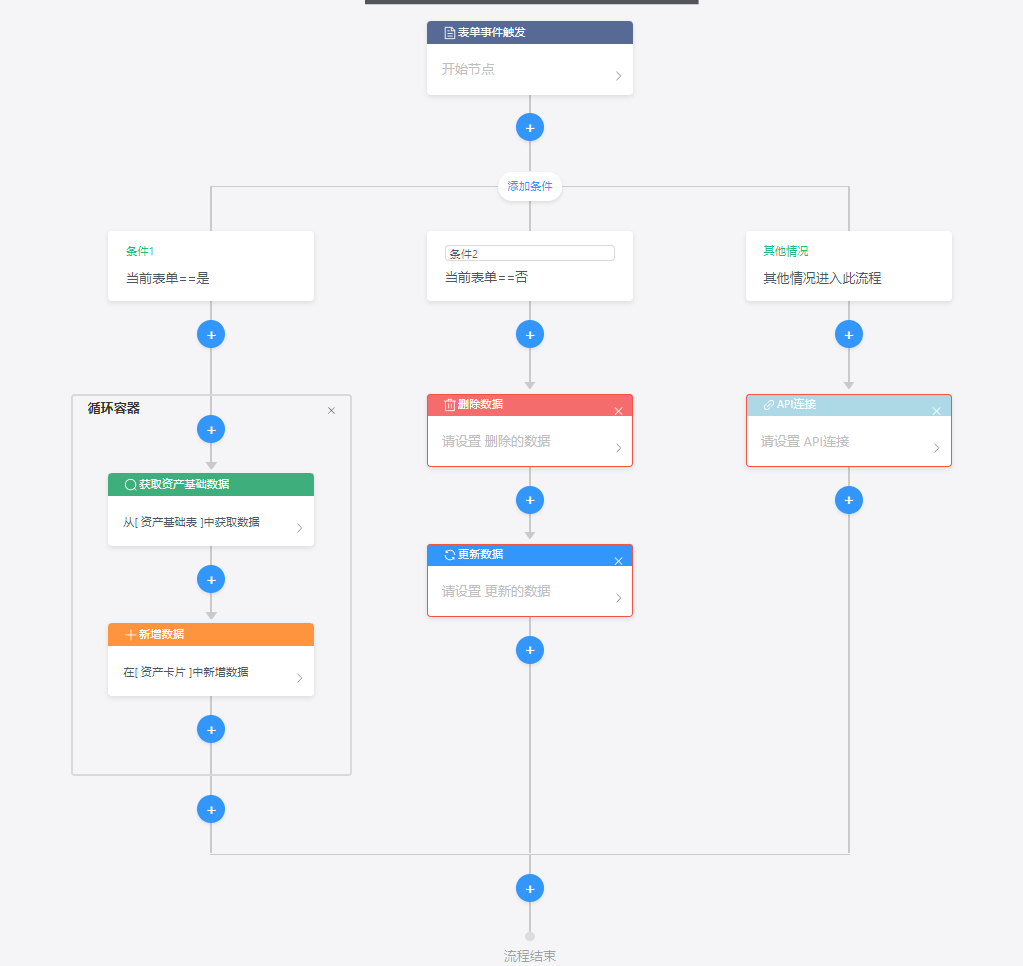 表单事件触发
开始节点
添加条件
条件1
当前表单==是
条件2
当前表单==否
其他情况
其他情况进入此流程
循环容器
获取资产基础数据
从[ 资产基础表 ]中获取数据
新增数据
在[ 资产卡片 ]中新增数据
删除数据
请设置 删除的数据
更新数据
请设置 更新的数据
API连接
请设置 API连接
流程结束